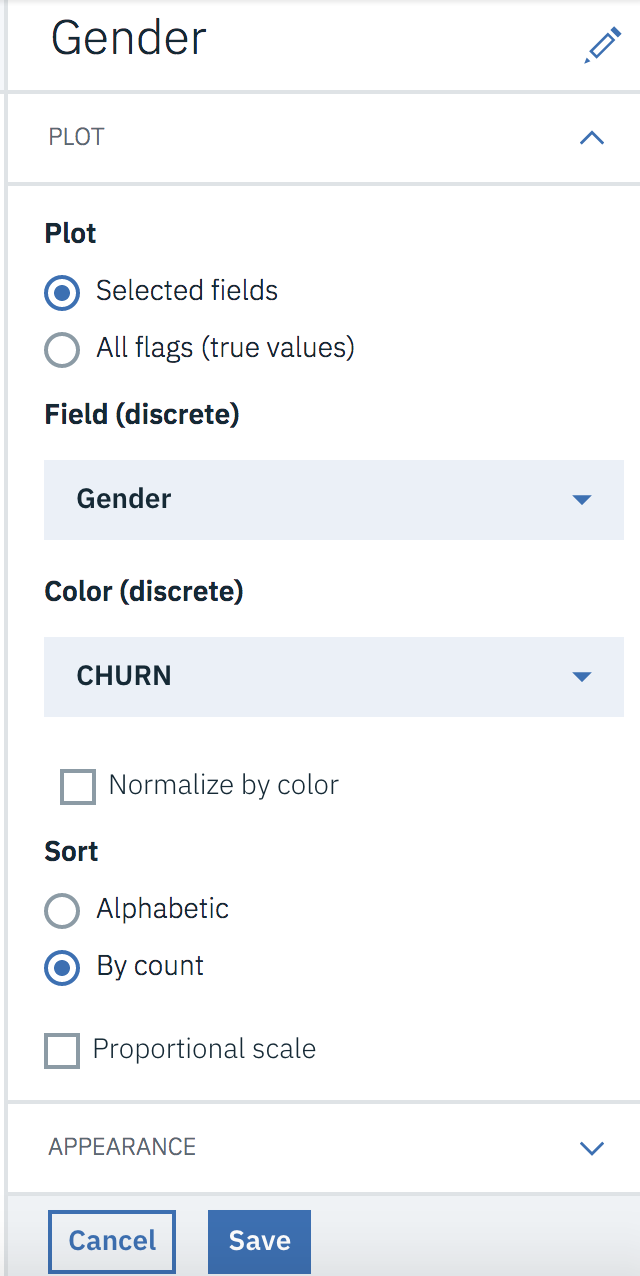 Gender
PLOT
Plot
Selected fields
All flags (true values)
Field (discrete)
Gender
Color (discrete)
CHURN
Normalize by color
Sort
Alphabetic
By count
Proportional scale
APPEARANCE
Cancel Save